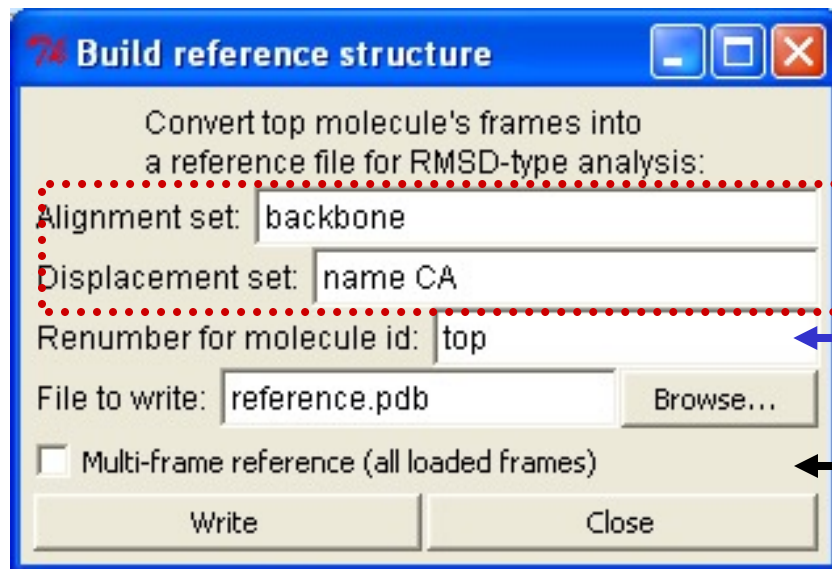 7k Build reference structure
Convert top molecule's frames into
a reference file for RMSD-type analysis:
Alignment set: backbone
Displacement set: name CA
Renumber for molecule id: top
File to write: reference.pdb Browse...
Multi-frame reference (all loaded frames)
Write Close